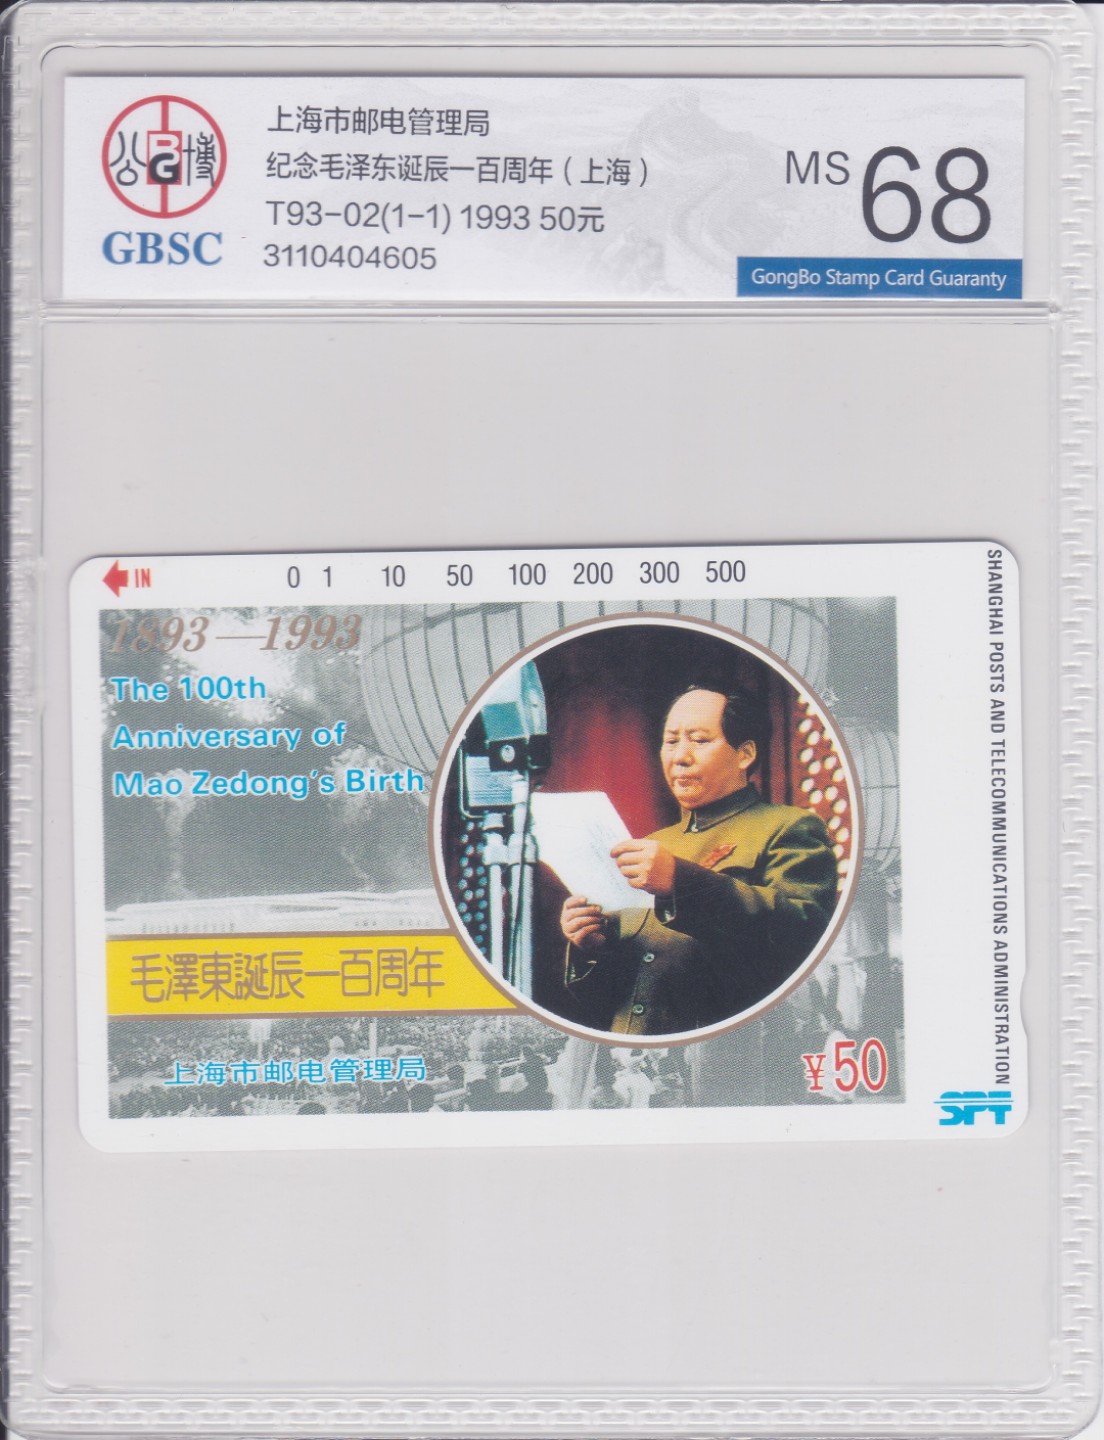 公博
BG
GBSC
上海市邮电管理局
纪念毛泽东诞辰一百周年（上海）
T93-02(1-1) 1993 50元
3110404605
MS 68
GongBo Stamp Card Guaranty
IN
0 1 10 50 100 200 300 500
1893—1993
The 100th
Anniversary of
Mao Zedong's Birth
毛澤東誕辰一百周年
上海市邮电管理局
¥50
SHANGHAI POSTS AND TELECOMMUNICATIONS ADMINISTRATION
SPT